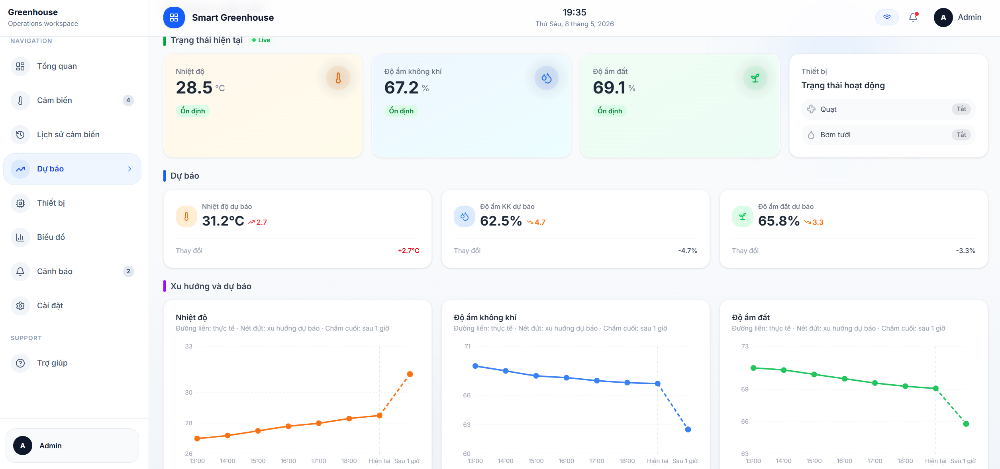 Greenhouse
Operations workspace
NAVIGATION
Tổng quan
Cảm biến
4
Lịch sử cảm biến
Dự báo
Thiết bị
Biểu đồ
Cảnh báo
2
Cài đặt
SUPPORT
Trợ giúp
A
Admin
Smart Greenhouse
19:35
Thứ Sáu, 8 tháng 5, 2026
A
Admin
Trạng thái hiện tại
Live
Nhiệt độ
28.5 °C
Ổn định
Độ ẩm không khí
67.2 %
Ổn định
Độ ẩm đất
69.1 %
Ổn định
Thiết bị
Trạng thái hoạt động
Quạt
Tắt
Bơm tưới
Tắt
Dự báo
Nhiệt độ dự báo
31.2°C 2.7
Thay đổi
+2.7°C
Độ ẩm KK dự báo
62.5% 4.7
Thay đổi
-4.7%
Độ ẩm đất dự báo
65.8% 3.3
Thay đổi
-3.3%
Xu hướng và dự báo
Nhiệt độ
Đường liền: thực tế · Nét đứt: xu hướng dự báo · Chấm cuối: sau 1 giờ
33
30
28
26
13:00 14:00 15:00 16:00 17:00 18:00 Hiện tại Sau 1 giờ
Độ ẩm không khí
Đường liền: thực tế · Nét đứt: xu hướng dự báo · Chấm cuối: sau 1 giờ
71
66
63
60
13:00 14:00 15:00 16:00 17:00 18:00 Hiện tại Sau 1 giờ
Độ ẩm đất
Đường liền: thực tế · Nét đứt: xu hướng dự báo · Chấm cuối: sau 1 giờ
73
69
66
63
13:00 14:00 15:00 16:00 17:00 18:00 Hiện tại Sau 1 giờ